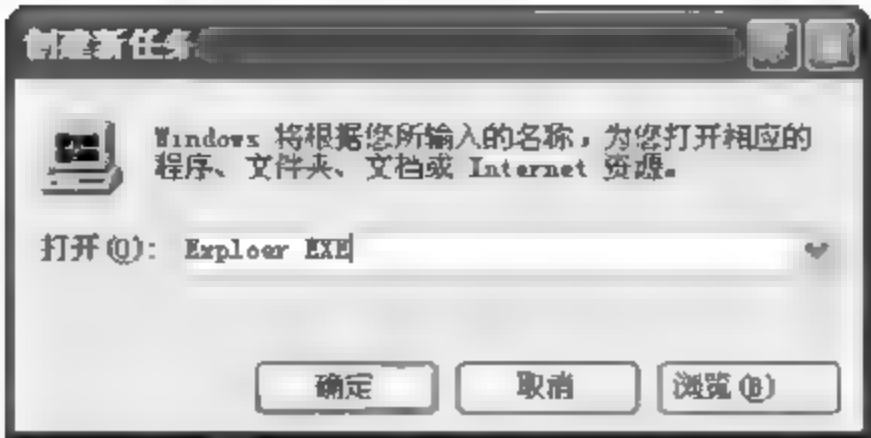 创建新任务
Windows 将根据您所输入的名称，为您打开相应的
程序、文件夹、文档或 Internet 资源。
打开(O): Exploer EXE
确定
取消
浏览(B)